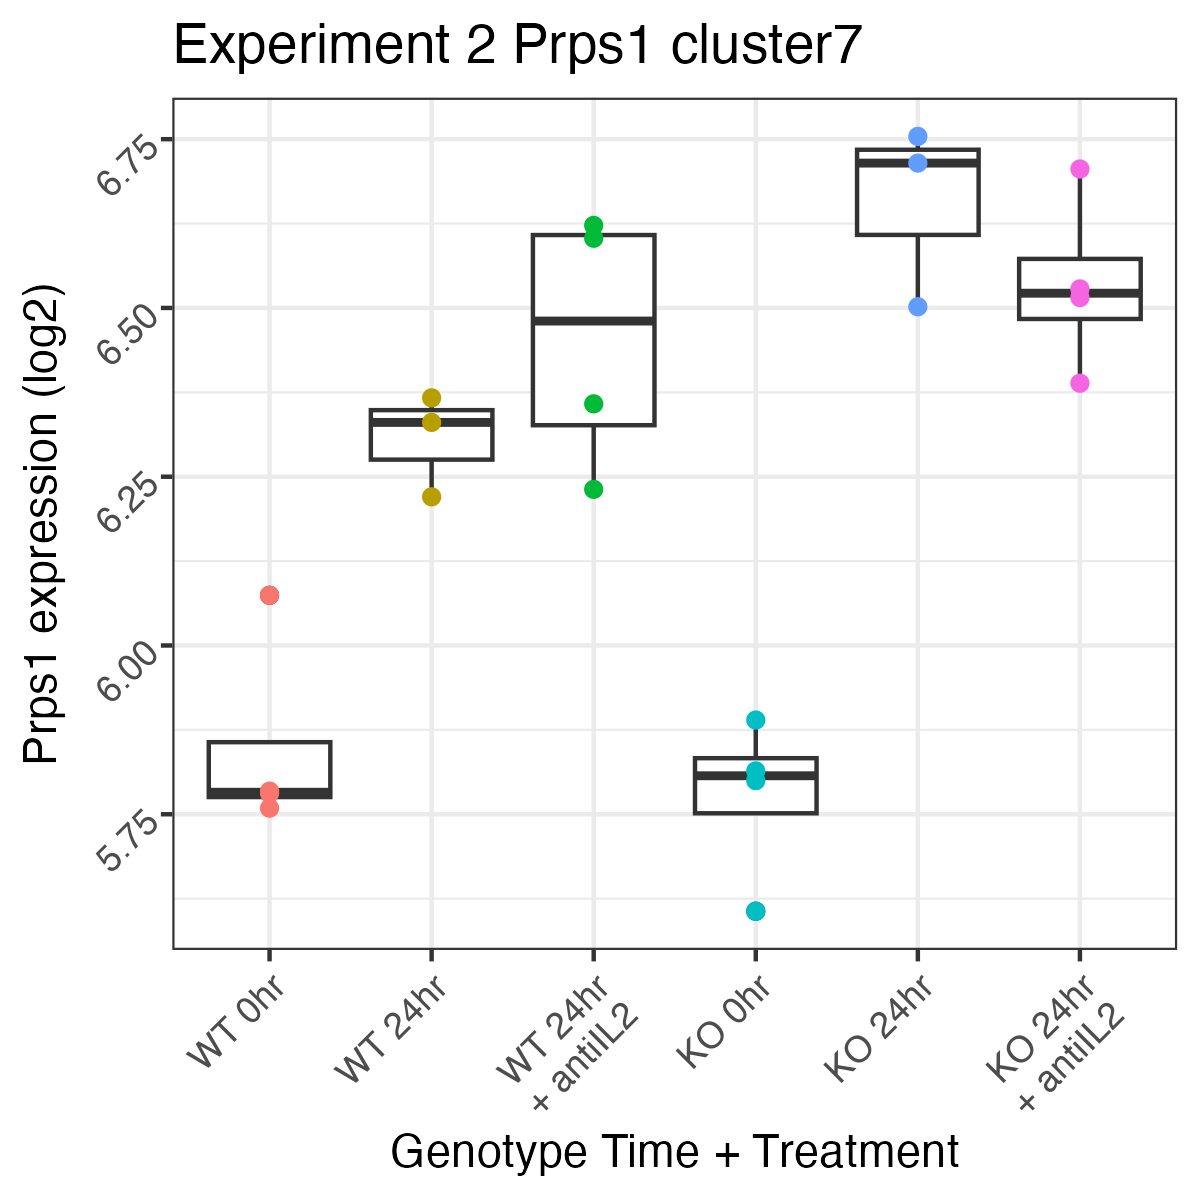 Experiment 2 Prps1 cluster7
Prps1 expression (log2)
6.75
6.50
6.25
6.00
5.75
WT 0hr
WT 24hr
WT 24hr
+ antiIL2
KO 0hr
KO 24hr
KO 24hr
+ antiIL2
Genotype Time + Treatment